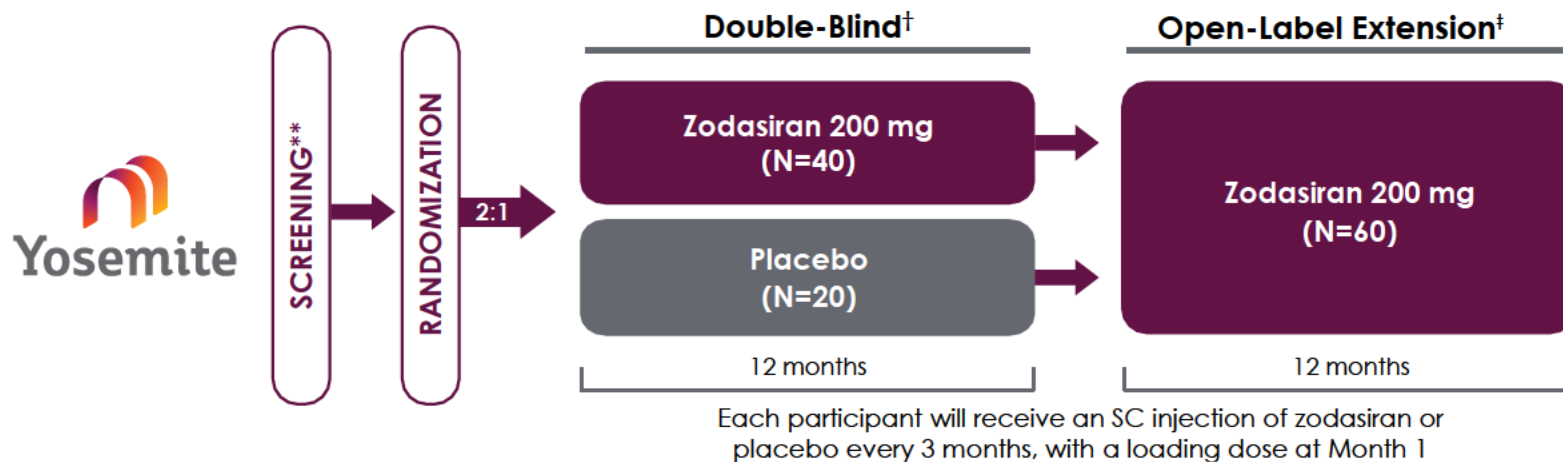 Yosemite
SCREENING**
RANDOMIZATION
2:1
Double-Blind†
Zodasiran 200 mg
(N=40)
Placebo
(N=20)
12 months
Open-Label Extension‡
Zodasiran 200 mg
(N=60)
12 months
Each participant will receive an SC injection of zodasiran or
placebo every 3 months, with a loading dose at Month 1